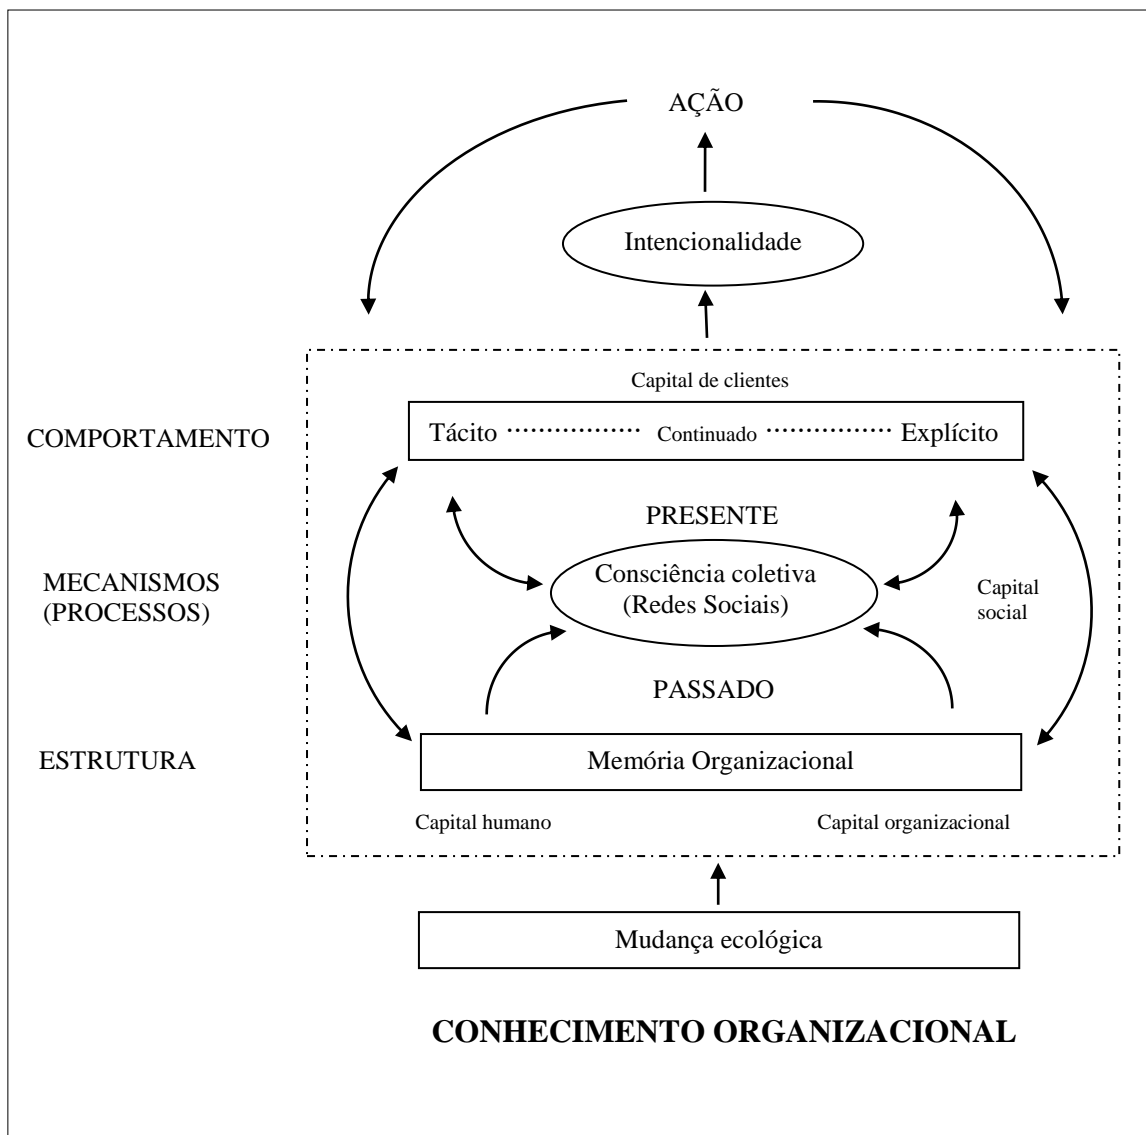 AÇÃO
Intencionalidade
Capital de clientes
COMPORTAMENTO
Tácito ................. Continuado ................ Explícito
PRESENTE
MECANISMOS
(PROCESSOS)
Consciência coletiva
(Redes Sociais)
Capital
social
PASSADO
ESTRUTURA
Memória Organizacional
Capital humano
Capital organizacional
Mudança ecológica
CONHECIMENTO ORGANIZACIONAL